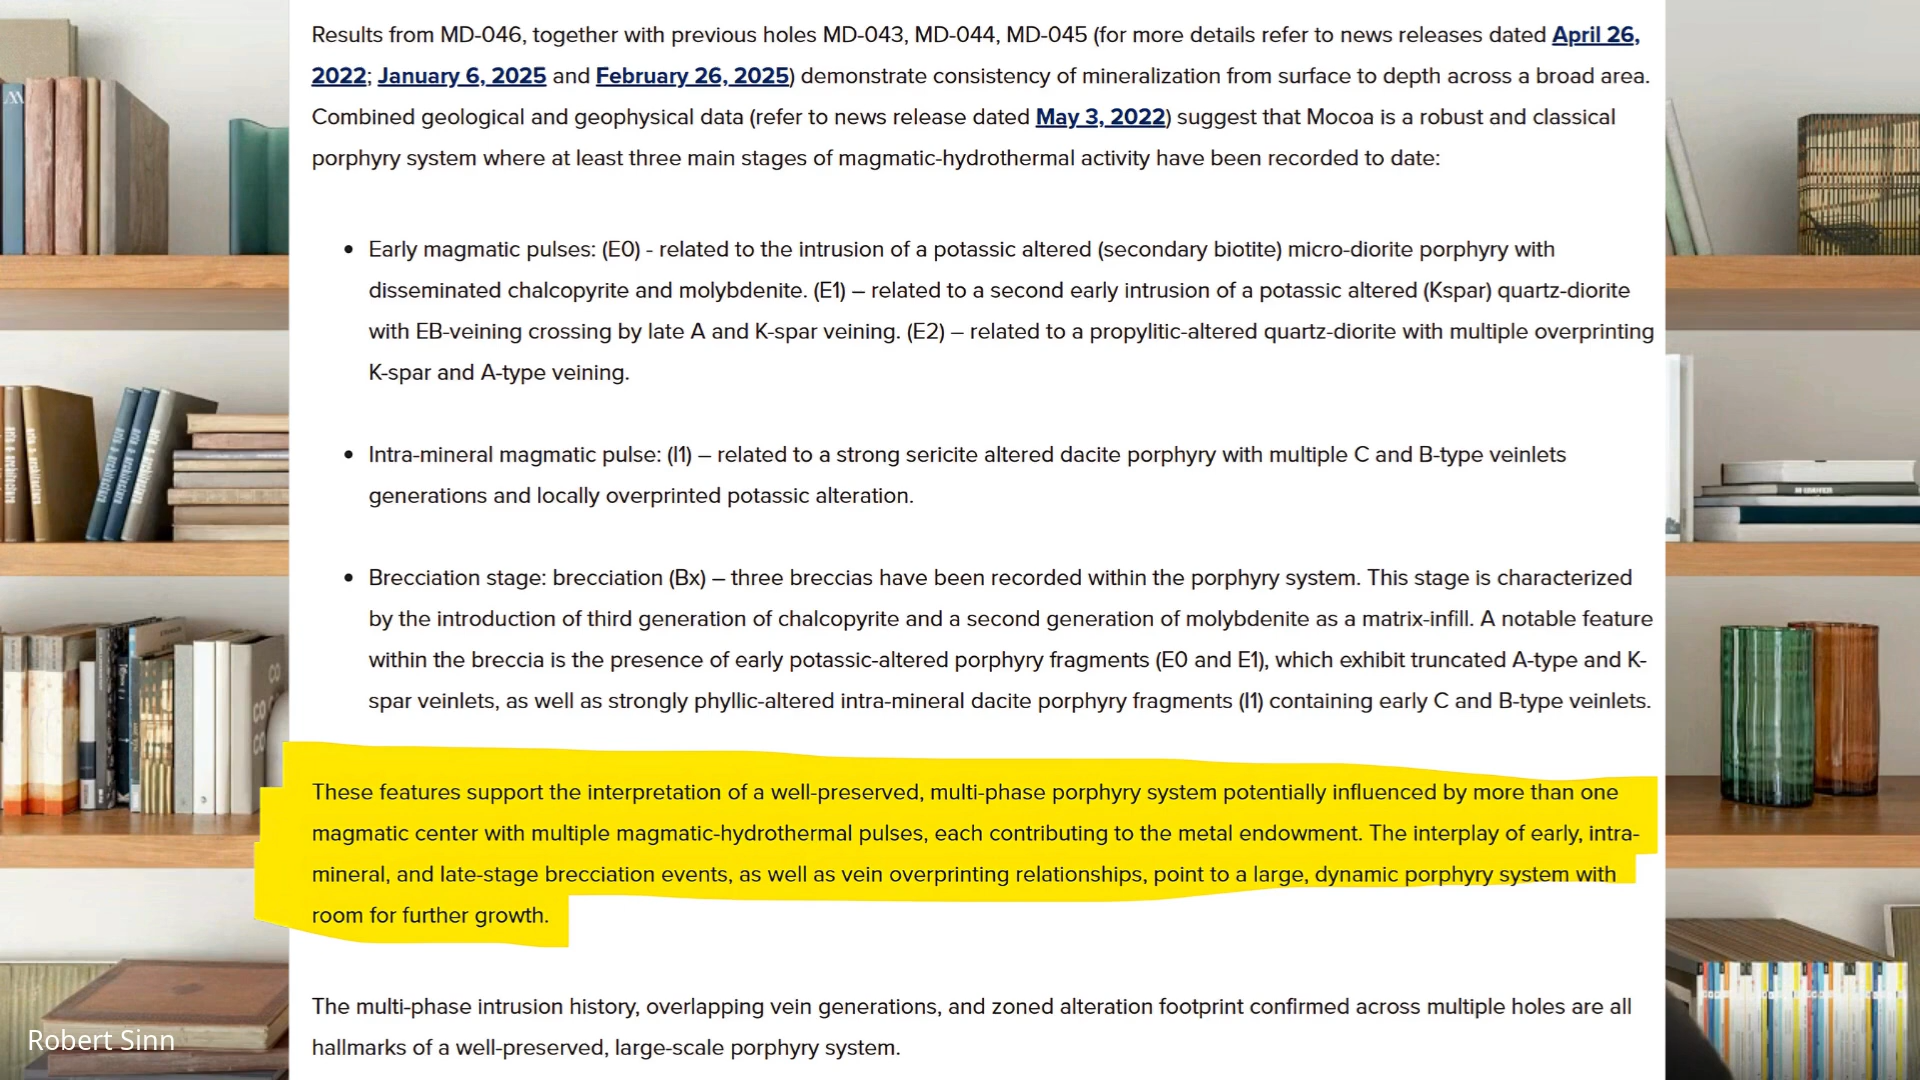 Results from MD-046, together with previous holes MD-043, MD-044, MD-045 (for more details refer to news releases dated April 26,
2022; January 6, 2025 and February 26, 2025) demonstrate consistency of mineralization from surface to depth across a broad area.
Combined geological and geophysical data (refer to news release dated May 3, 2022) suggest that Mocoa is a robust and classical
porphyry system where at least three main stages of magmatic-hydrothermal activity have been recorded to date:
• Early magmatic pulses: (E0) - related to the intrusion of a potassic altered (secondary biotite) micro-diorite porphyry with
disseminated chalcopyrite and molybdenite. (E1) – related to a second early intrusion of a potassic altered (Kspar) quartz-diorite
with EB-veining crossing by late A and K-spar veining. (E2) – related to a propylitic-altered quartz-diorite with multiple overprinting
K-spar and A-type veining.
• Intra-mineral magmatic pulse: (I1) – related to a strong sericite altered dacite porphyry with multiple C and B-type veinlets
generations and locally overprinted potassic alteration.
• Brecciation stage: brecciation (Bx) – three breccias have been recorded within the porphyry system. This stage is characterized
by the introduction of third generation of chalcopyrite and a second generation of molybdenite as a matrix-infill. A notable feature
within the breccia is the presence of early potassic-altered porphyry fragments (E0 and E1), which exhibit truncated A-type and K-
spar veinlets, as well as strongly phyllic-altered intra-mineral dacite porphyry fragments (I1) containing early C and B-type veinlets.
These features support the interpretation of a well-preserved, multi-phase porphyry system potentially influenced by more than one
magmatic center with multiple magmatic-hydrothermal pulses, each contributing to the metal endowment. The interplay of early, intra-
mineral, and late-stage brecciation events, as well as vein overprinting relationships, point to a large, dynamic porphyry system with
room for further growth.
The multi-phase intrusion history, overlapping vein generations, and zoned alteration footprint confirmed across multiple holes are all
hallmarks of a well-preserved, large-scale porphyry system.
Robert Sinn